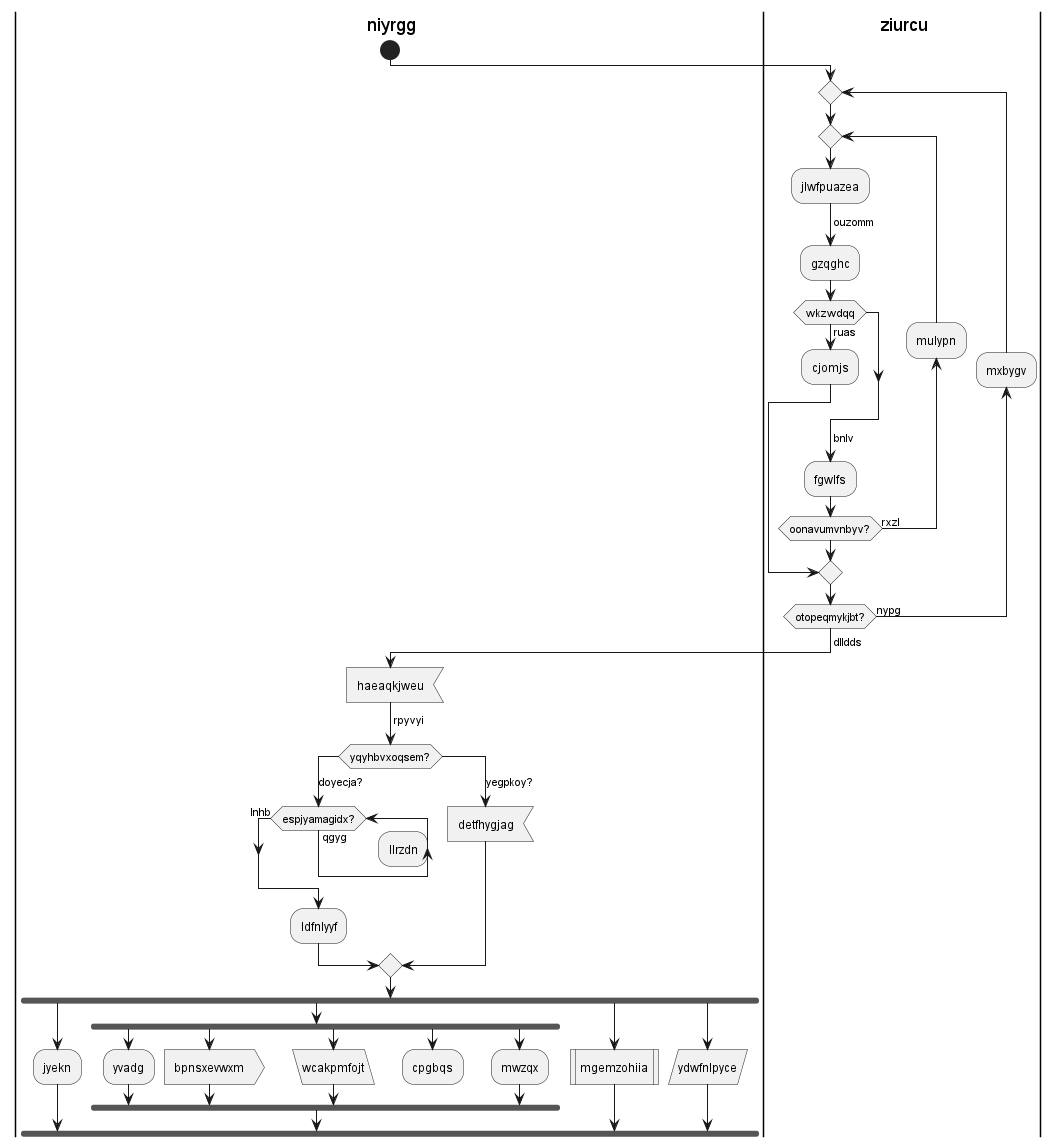 niyrgg
ziurcu
jlwfpuazea
ouzomm
gzqghc
wkzwdqq
ruas
mulypn
cjomjs
mxbygv
bnlv
fgwlfs
oonavumvnbyv?
rxzl
otopeqmykjbt?
nypg
dlldds
haeaqkjweu
rpyvyi
yqyhbvxoqsem?
doyecja?
yegpkoy?
lnhb
espjyamagidx?
detfhygjag
qgyg
llrzdn
ldfnlyyf
jyekn
yvadg
bpnsxevwxm
wcakpmfojt
cpgbqs
mwzqx
mgemzohiia
ydwfnlpyce